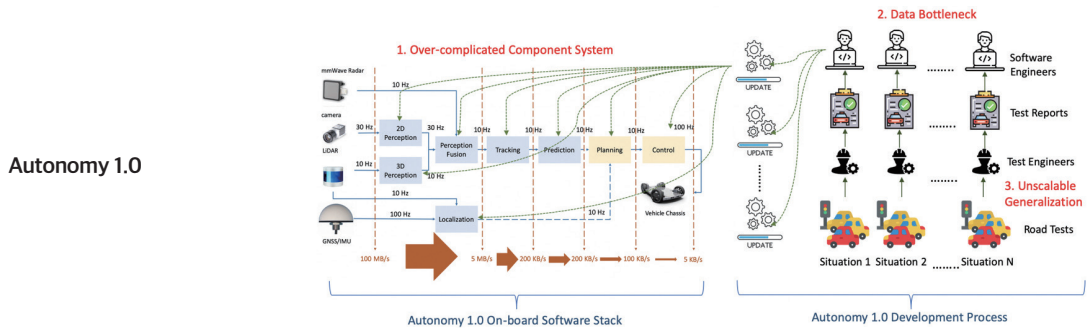 Autonomy 1.0
1. Over-complicated Component System
mmWave Radar
10 Hz
camera
30 Hz
LiDAR
2D
Perception
30 Hz
10 Hz
3D
Perception
10 Hz
Perception
Fusion
10 Hz
Tracking
10 Hz
Prediction
10 Hz
Planning
10 Hz
Control
100 Hz
10 Hz
100 Hz
GNSS/IMU
Localization
10 Hz
Vehicle Chassis
100 MB/s
5 MB/s
200 KB/s
200 KB/s
100 KB/s
5 KB/s
Autonomy 1.0 On-board Software Stack
2. Data Bottleneck
UPDATE
UPDATE
UPDATE
UPDATE
</> </> </>
Software
Engineers
Test Reports
Test Engineers
3. Unscalable
Generalization
Road Tests
Situation 1 Situation 2 ........ Situation N
Autonomy 1.0 Development Process